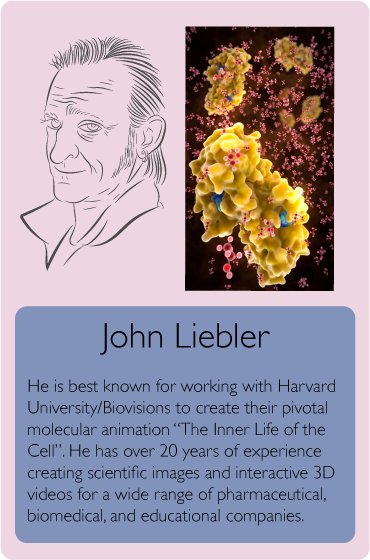 John Liebler
He is best known for working with Harvard
University/Biovisions to create their pivotal
molecular animation “The Inner Life of the
Cell”. He has over 20 years of experience
creating scientific images and interactive 3D
videos for a wide range of pharmaceutical,
biomedical, and educational companies.